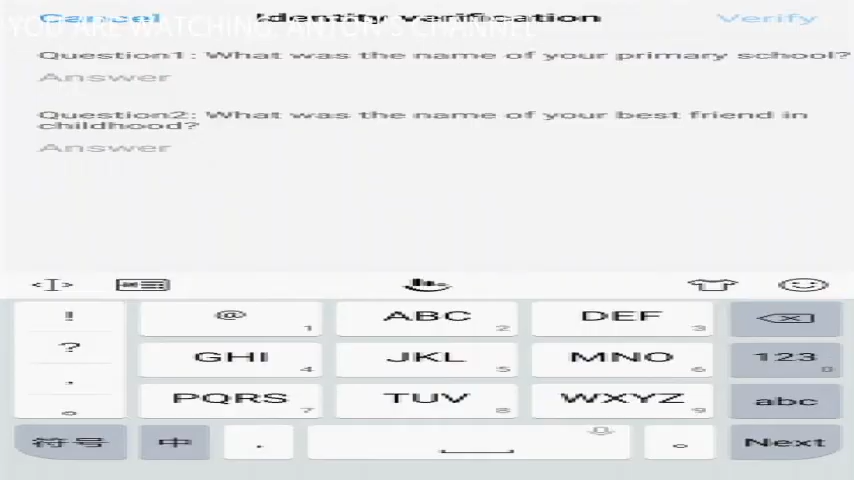 Cancel Identity verification Verify
YOU ARE WATCHING: ANTON'S CHANNEL
Question1: What was the name of your primary school?
Answer
Question2: What was the name of your best friend in
childhood?
Answer
! @ 1 ABC 2 DEF 3
? GHI 4 JKL 5 MNO 6 123 0
. PQRS 7 TUV 8 WXYZ 9 abc
。
符号 中 . 。 Next